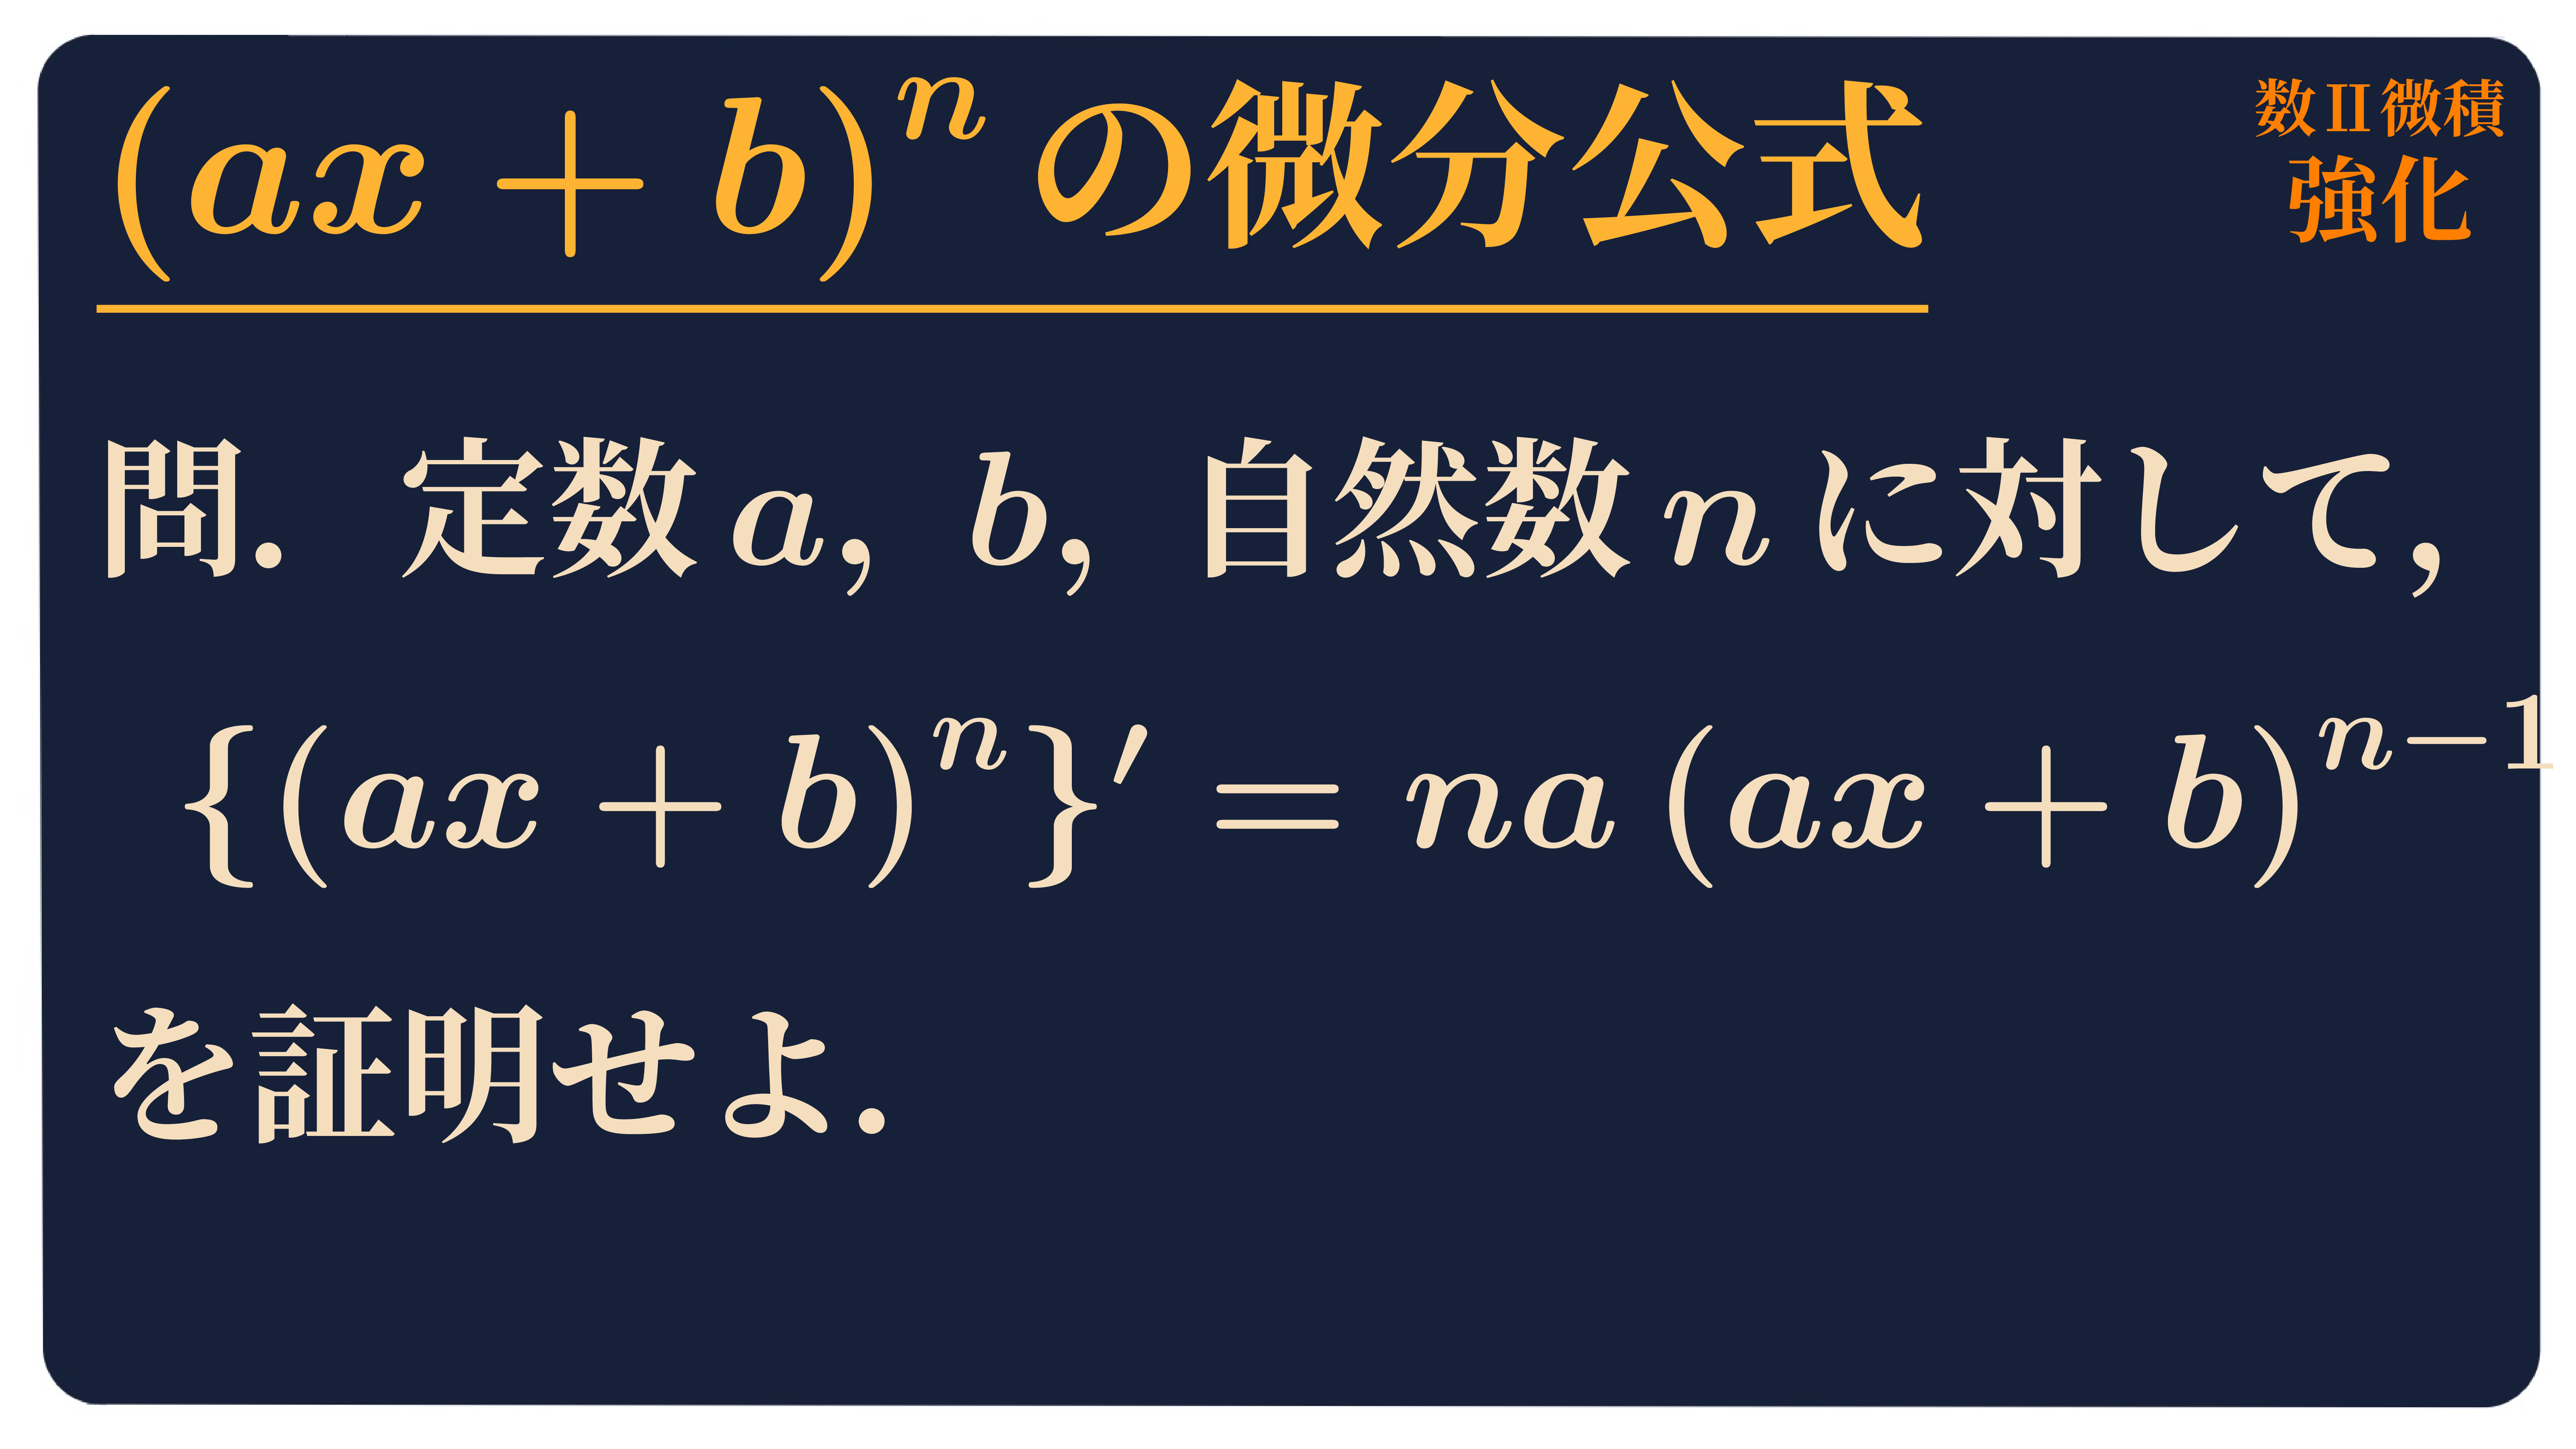 (ax + b)^n の微分公式
数Ⅱ微積
強化
問. 定数 a, b, 自然数 n に対して,
{(ax + b)^n}′ = na (ax + b)^{n−1}
を証明せよ.